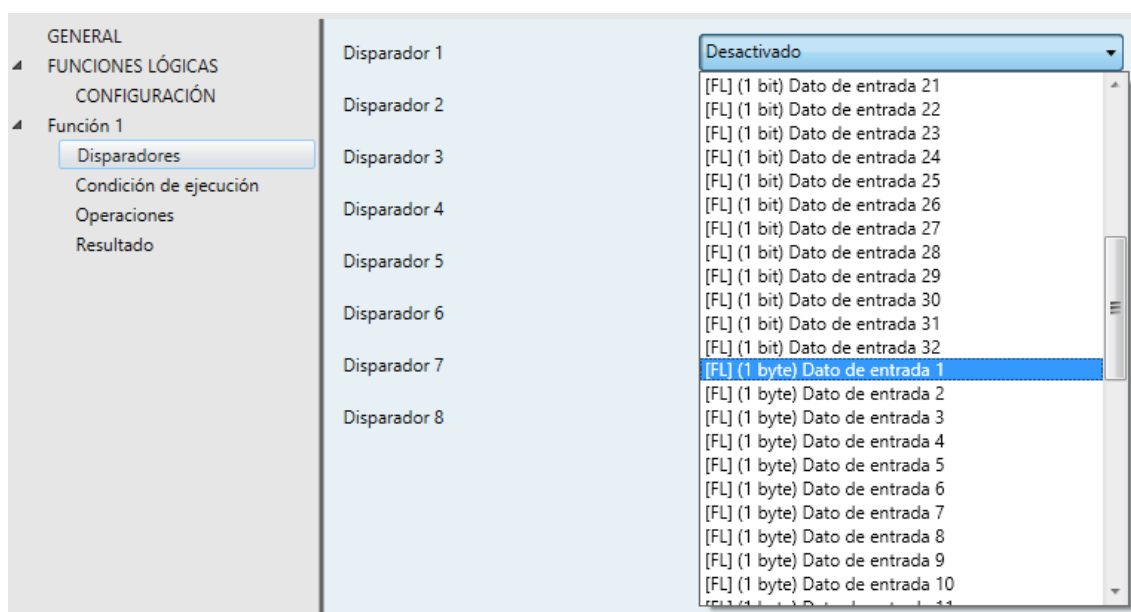 GENERAL
FUNCIONES LÓGICAS
CONFIGURACIÓN
Función 1
Disparadores
Condición de ejecución
Operaciones
Resultado
Disparador 1
Disparador 2
Disparador 3
Disparador 4
Disparador 5
Disparador 6
Disparador 7
Disparador 8
Desactivado
[FL] (1 bit) Dato de entrada 21
[FL] (1 bit) Dato de entrada 22
[FL] (1 bit) Dato de entrada 23
[FL] (1 bit) Dato de entrada 24
[FL] (1 bit) Dato de entrada 25
[FL] (1 bit) Dato de entrada 26
[FL] (1 bit) Dato de entrada 27
[FL] (1 bit) Dato de entrada 28
[FL] (1 bit) Dato de entrada 29
[FL] (1 bit) Dato de entrada 30
[FL] (1 bit) Dato de entrada 31
[FL] (1 bit) Dato de entrada 32
[FL] (1 byte) Dato de entrada 1
[FL] (1 byte) Dato de entrada 2
[FL] (1 byte) Dato de entrada 3
[FL] (1 byte) Dato de entrada 4
[FL] (1 byte) Dato de entrada 5
[FL] (1 byte) Dato de entrada 6
[FL] (1 byte) Dato de entrada 7
[FL] (1 byte) Dato de entrada 8
[FL] (1 byte) Dato de entrada 9
[FL] (1 byte) Dato de entrada 10